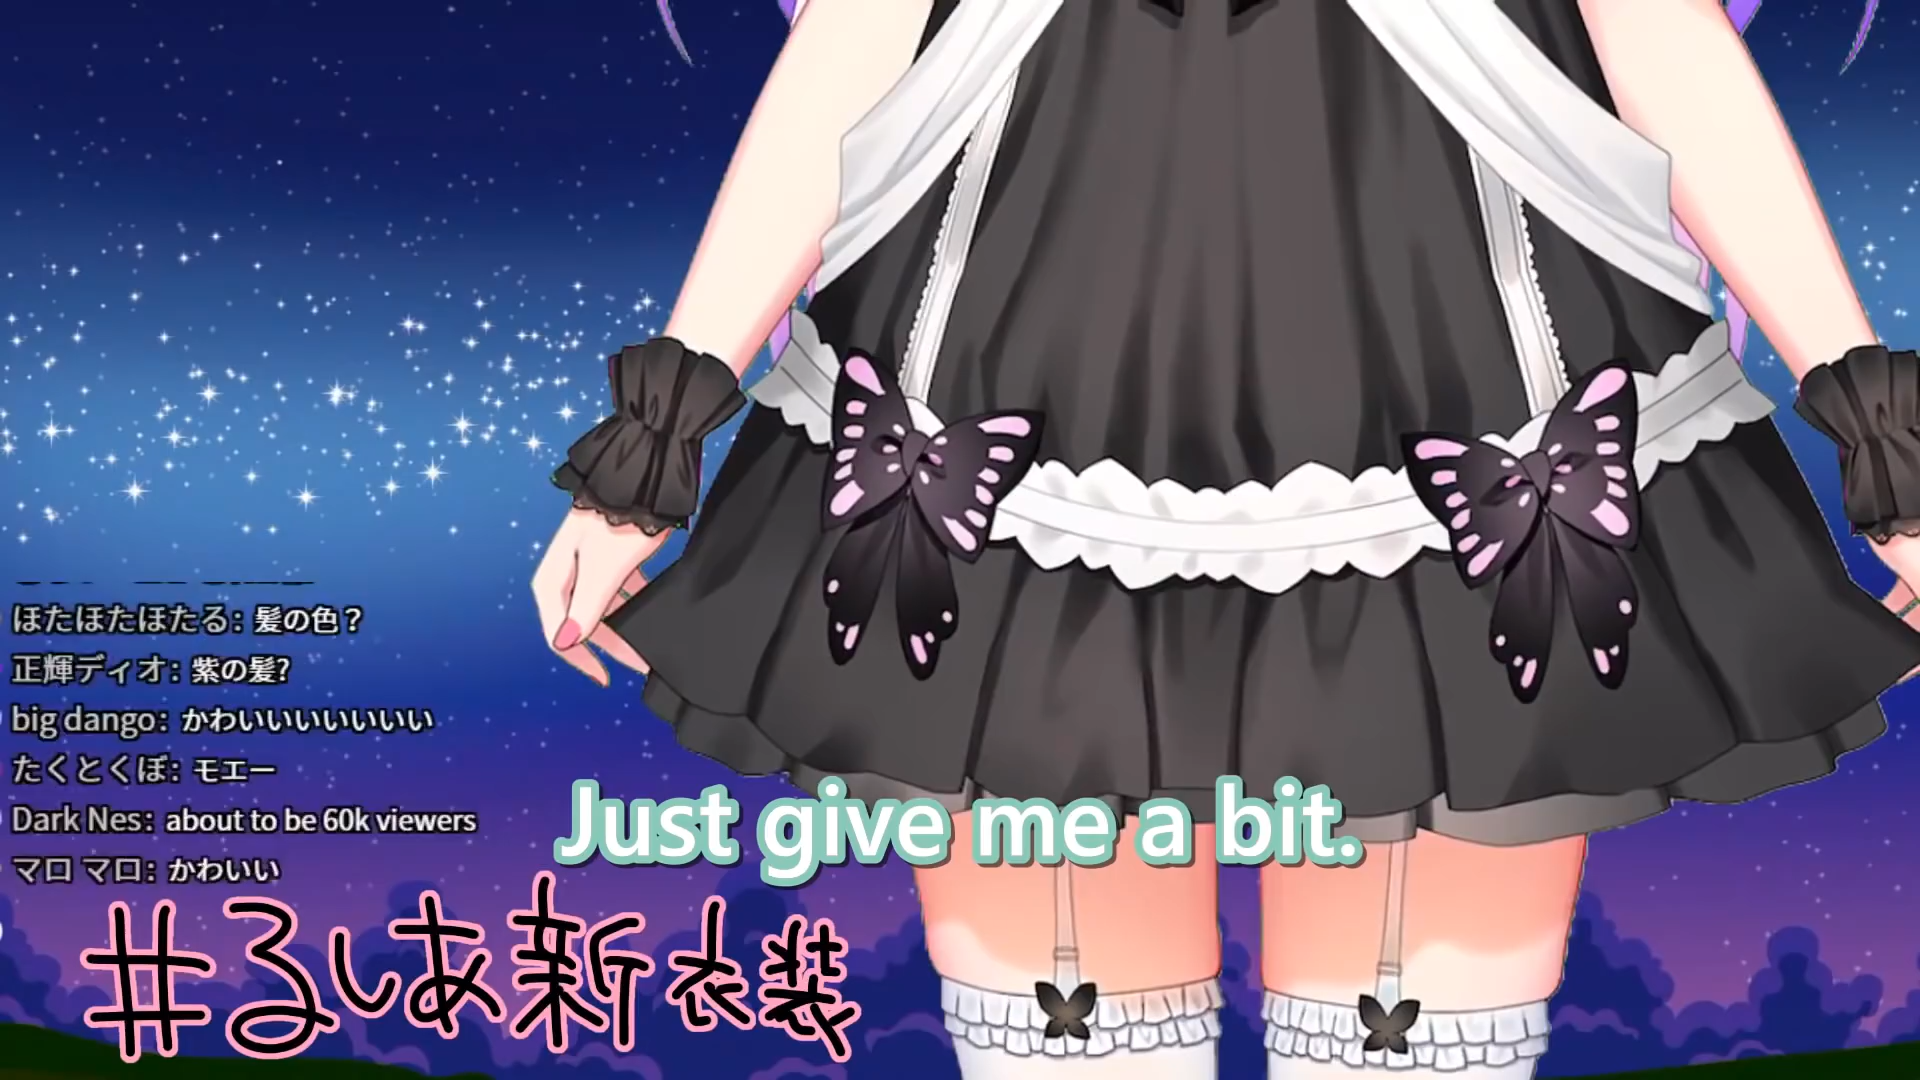 ほたほたほたる: 髪の色？
正輝ディオ: 紫の髪?
big dango: かわいいいいいいい
たくとくぼ: モエー
Dark Nes: about to be 60k viewers
マロ マロ: かわいい
Just give me a bit.
#るしあ新衣装